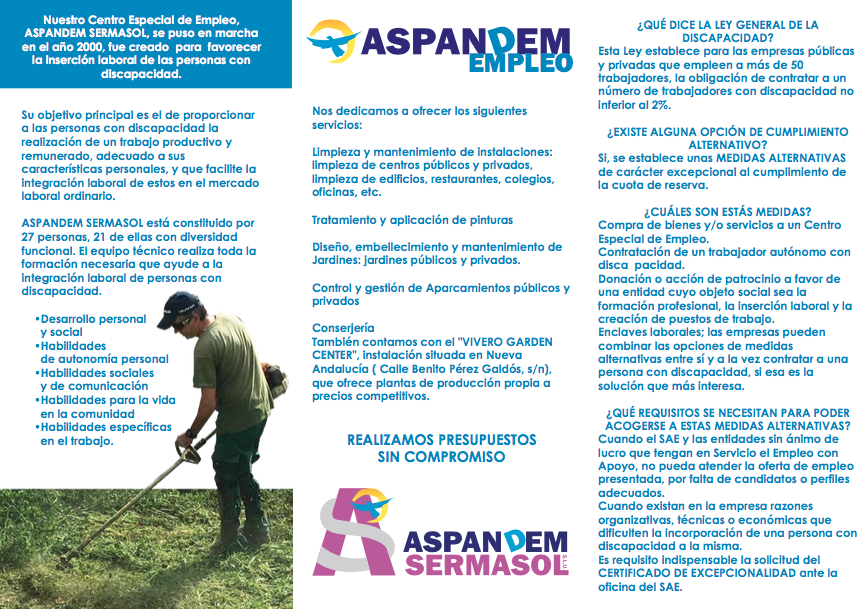 Nuestro Centro Especial de Empleo,
ASPANDEM SERMASOL, se puso en marcha
en el año 2000, fue creado para favorecer
la inserción laboral de las personas con
discapacidad.
Su objetivo principal es el de proporcionar
a las personas con discapacidad la
realización de un trabajo productivo y
remunerado, adecuado a sus
características personales, y que facilite la
integración laboral de estos en el mercado
laboral ordinario.
ASPANDEM SERMASOL está constituido por
27 personas, 21 de ellas con diversidad
funcional. El equipo técnico realiza toda la
formación necesaria que ayude a la
integración laboral de personas con
discapacidad.
•Desarrollo personal
y social
•Habilidades
de autonomía personal
•Habilidades sociales
y de comunicación
•Habilidades para la vida
en la comunidad
•Habilidades específicas
en el trabajo.
ASPANDEM
EMPLEO
Nos dedicamos a ofrecer los siguientes
servicios:
Limpieza y mantenimiento de instalaciones:
limpieza de centros públicos y privados,
limpieza de edificios, restaurantes, colegios,
oficinas, etc.
Tratamiento y aplicación de pinturas
Diseño, embellecimiento y mantenimiento de
Jardines: jardines públicos y privados.
Control y gestión de Aparcamientos públicos y
privados
Conserjería
También contamos con el "VIVERO GARDEN
CENTER", instalación situada en Nueva
Andalucía ( Calle Benito Pérez Galdós, s/n),
que ofrece plantas de producción propia a
precios competitivos.
REALIZAMOS PRESUPUESTOS
SIN COMPROMISO
ASPANDEM
SERMASOL S.L.U
¿QUÉ DICE LA LEY GENERAL DE LA
DISCAPACIDAD?
Esta Ley establece para las empresas públicas
y privadas que empleen a más de 50
trabajadores, la obligación de contratar a un
número de trabajadores con discapacidad no
inferior al 2%.
¿EXISTE ALGUNA OPCIÓN DE CUMPLIMIENTO
ALTERNATIVO?
Si, se establece unas MEDIDAS ALTERNATIVAS
de carácter excepcional al cumplimiento de
la cuota de reserva.
¿CUÁLES SON ESTÁS MEDIDAS?
Compra de bienes y/o servicios a un Centro
Especial de Empleo.
Contratación de un trabajador autónomo con
disca pacidad.
Donación o acción de patrocinio a favor de
una entidad cuyo objeto social sea la
formación profesional, la inserción laboral y la
creación de puestos de trabajo.
Enclaves laborales; las empresas pueden
combinar las opciones de medidas
alternativas entre sí y a la vez contratar a una
persona con discapacidad, si esa es la
solución que más interesa.
¿QUÉ REQUISITOS SE NECESITAN PARA PODER
ACOGERSE A ESTAS MEDIDAS ALTERNATIVAS?
Cuando el SAE y las entidades sin ánimo de
lucro que tengan en Servicio el Empleo con
Apoyo, no pueda atender la oferta de empleo
presentada, por falta de candidatos o perfiles
adecuados.
Cuando existan en la empresa razones
organizativas, técnicas o económicas que
dificulten la incorporación de una persona con
discapacidad a la misma.
Es requisito indispensable la solicitud del
CERTIFICADO DE EXCEPCIONALIDAD ante la
oficina del SAE.